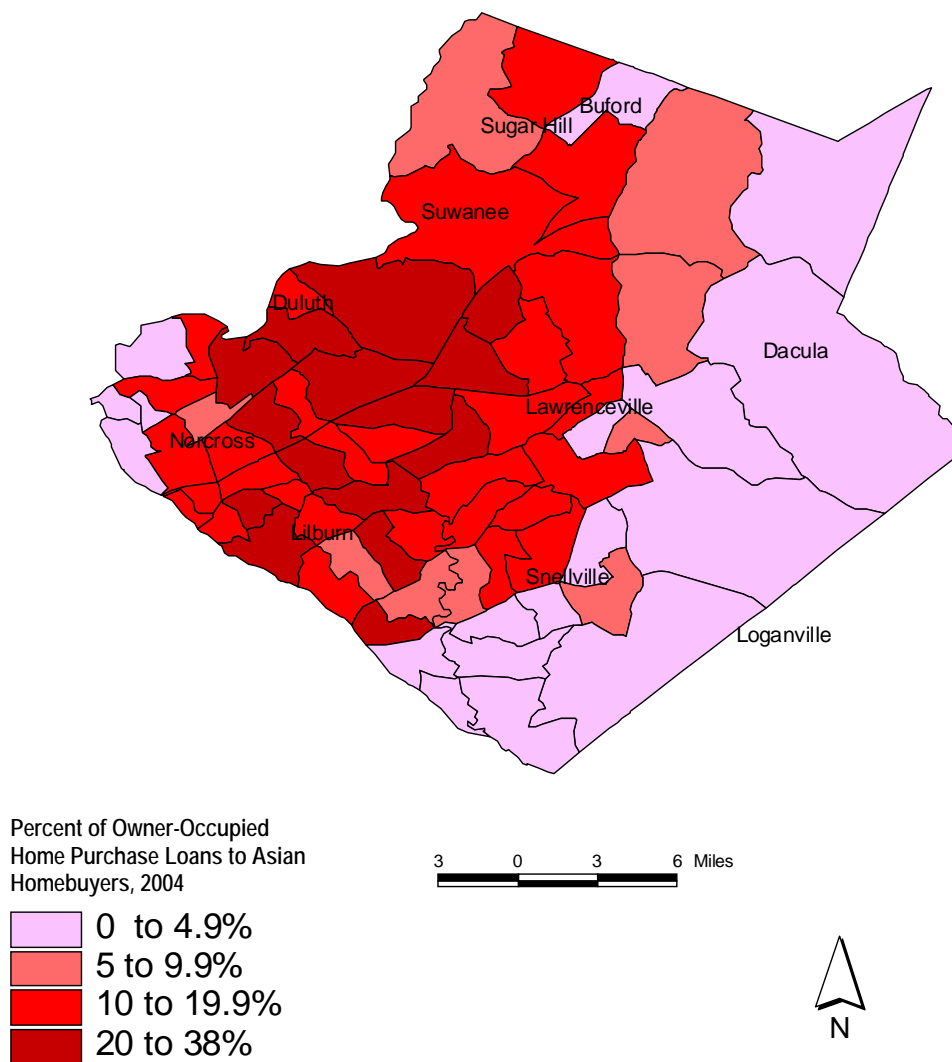 Buford
Sugar Hill
Suwanee
Duluth
Dacula
Lawrenceville
Norcross
Lilburn
Snellville
Loganville
Percent of Owner-Occupied
Home Purchase Loans to Asian
Homebuyers, 2004
3 0 3 6 Miles
0 to 4.9%
5 to 9.9%
10 to 19.9%
20 to 38%
N